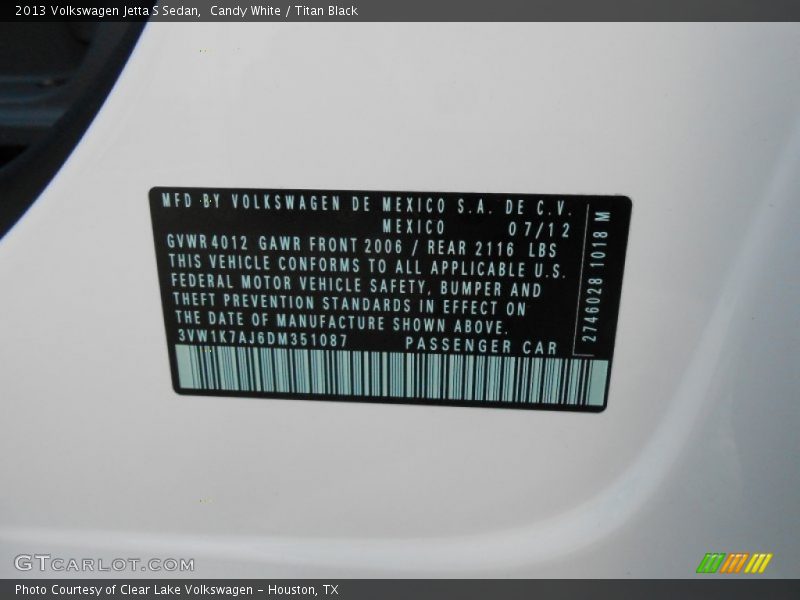 2013 Volkswagen Jetta S Sedan,  Candy White / Titan Black
MFD BY VOLKSWAGEN DE MEXICO S.A. DE C.V.
MEXICO 07/12
GVWR 4012 GAWR FRONT 2006 / REAR 2116 LBS
THIS VEHICLE CONFORMS TO ALL APPLICABLE U.S.
FEDERAL MOTOR VEHICLE SAFETY, BUMPER AND
THEFT PREVENTION STANDARDS IN EFFECT ON
THE DATE OF MANUFACTURE SHOWN ABOVE.
3VW1K7AJ6DM351087 PASSENGER CAR
2746028 1018 M
GTCARLOT.COM
Photo Courtesy of Clear Lake Volkswagen – Houston, TX